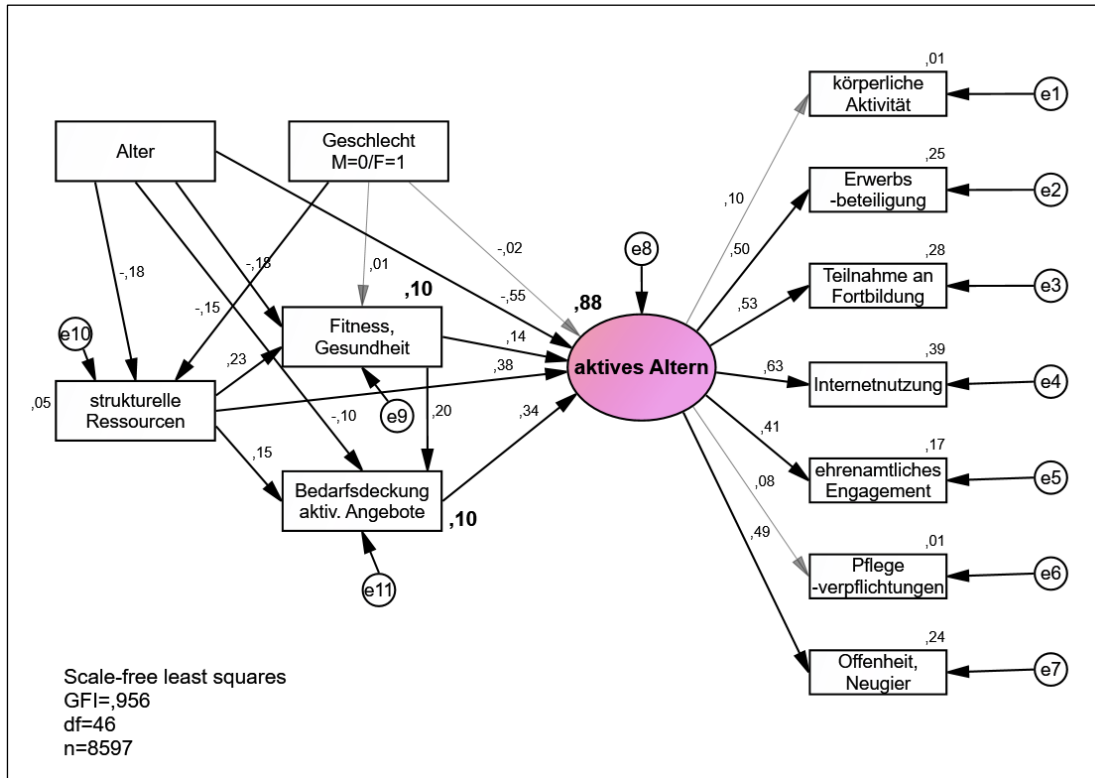 ,01
körperliche
Aktivität
e1
Alter
Geschlecht
M=0/F=1
,10
,25
Erwerbs
-beteiligung
e2
-,02
,50
e8
-,18
-,18
,01
-,15
-,55
,28
Teilnahme an
Fortbildung
e3
,53
,10
,88
e10
Fitness,
Gesundheit
,14
,23
,38
aktives Altern
,63
,39
Internetnutzung
e4
,05
strukturelle
Ressourcen
e9
-,10
,20
,34
,41
,15
,17
ehrenamtliches
Engagement
e5
,08
Bedarfsdeckung
aktiv. Angebote
,10
,49
,01
Pflege
-verpflichtungen
e6
e11
,24
Offenheit,
Neugier
e7
Scale-free least squares
GFI=,956
df=46
n=8597